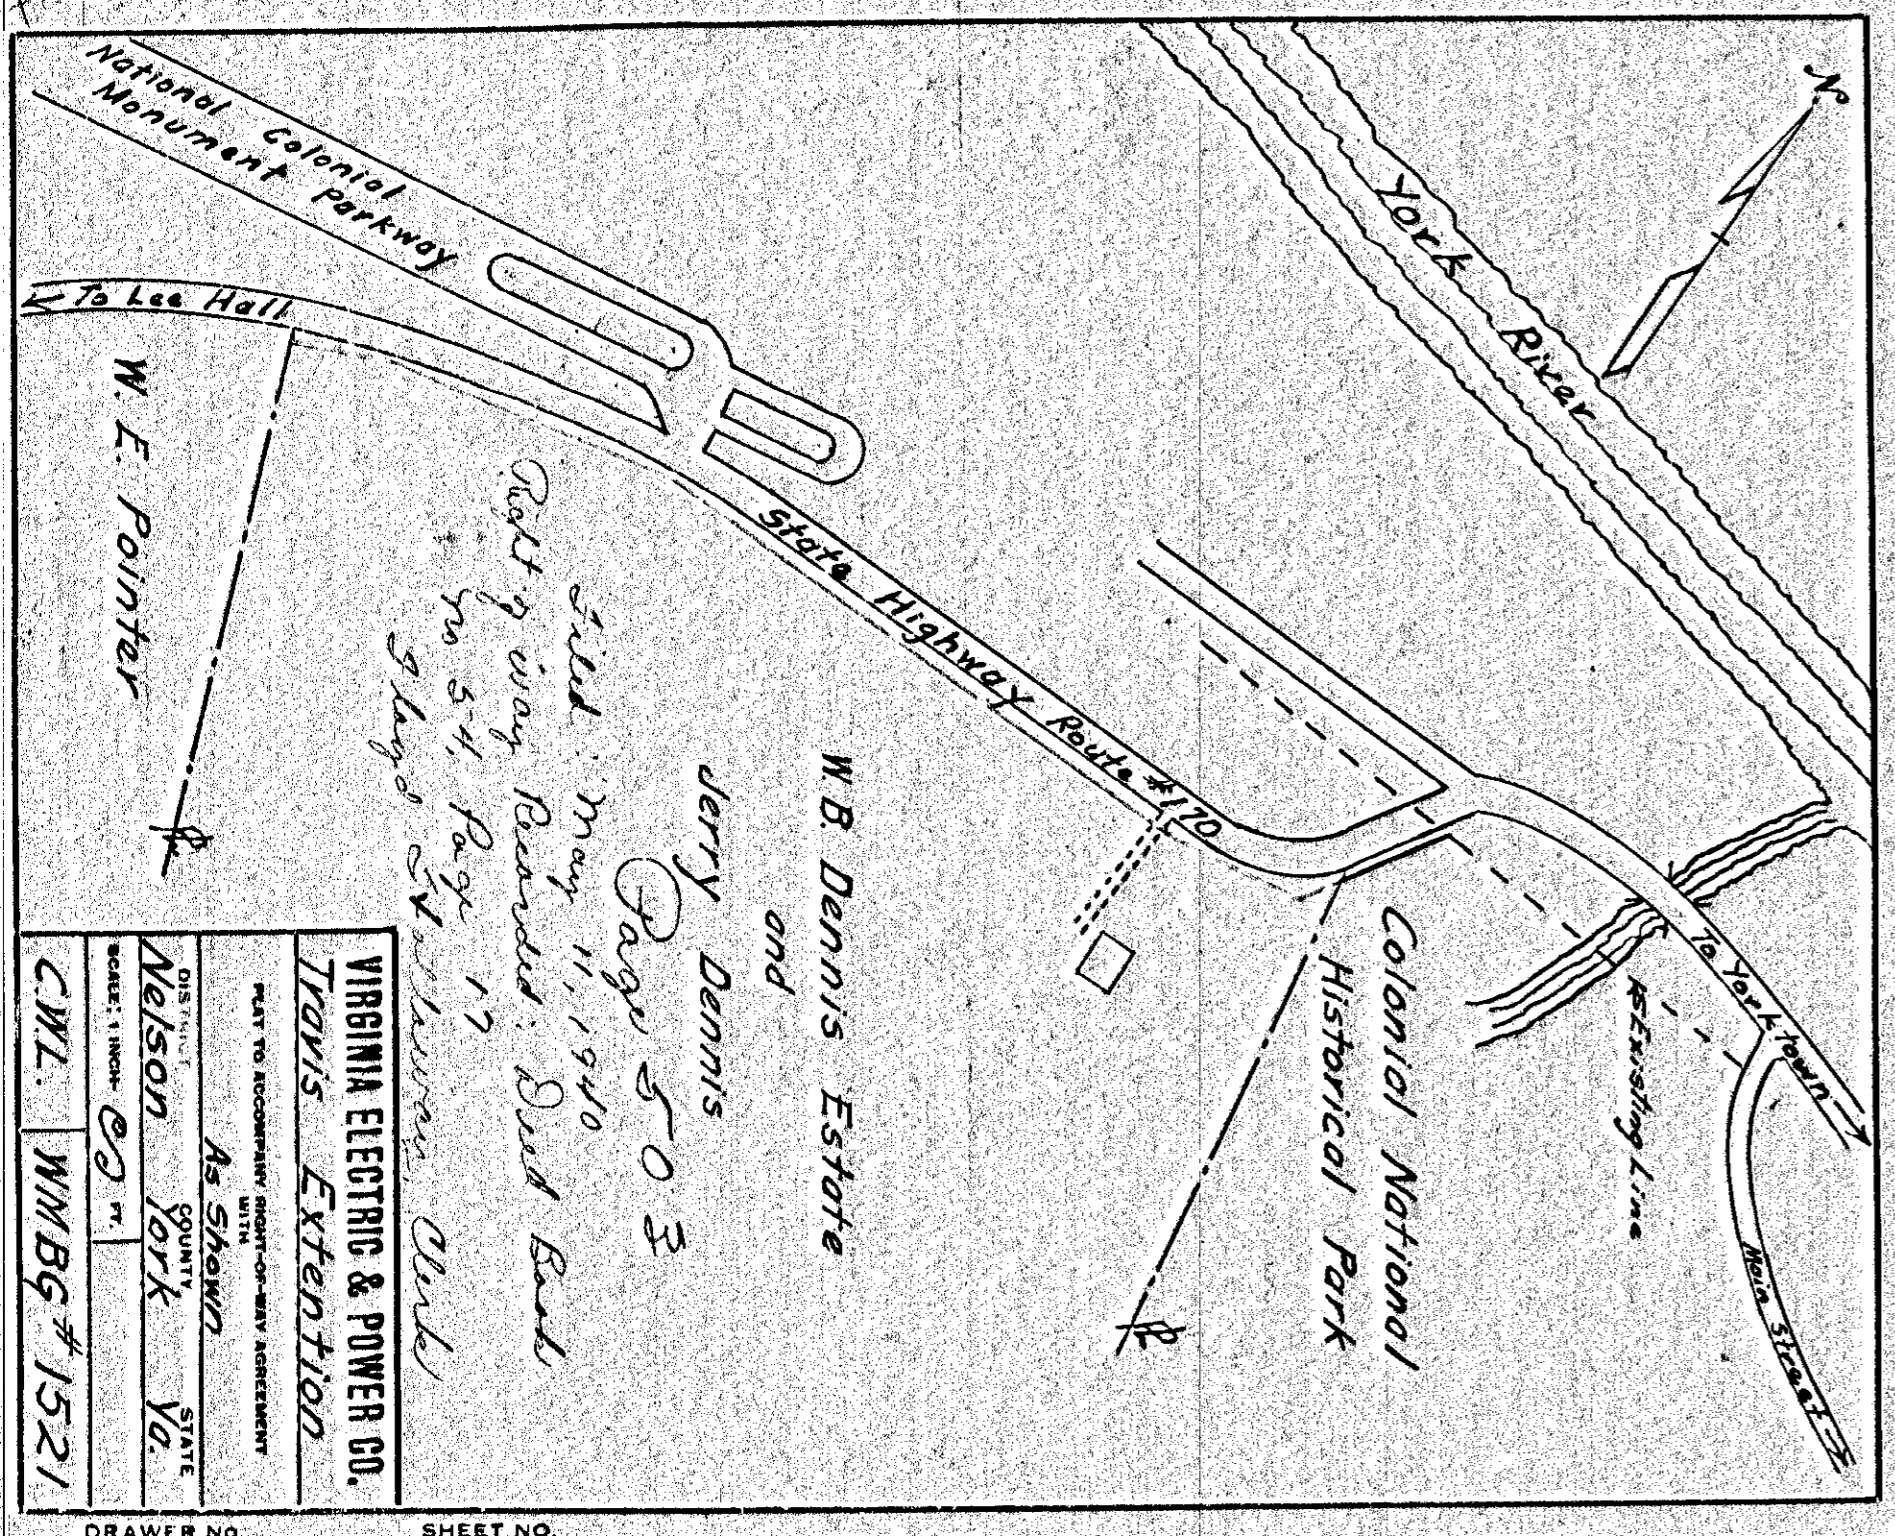 N
York River
National Colonial
Monument Parkway
To Lee Hall
State Highway Route #170
W. E. Pointer
W. B. Dennis Estate
and
Jerry Dennis
Colonial National
Historical Park
Existing Line
To Yorktown
Main Street
Page 503
Filed: May 11, 1940
Right of way Recorded: Deed Book
No 54, Page 17
Floyd Holloway, Clerk
VIRGINIA ELECTRIC & POWER CO.
Travis Extention
PLAT TO ACCOMPANY RIGHT-OF-WAY AGREEMENT
WITH
As Shown
DISTRICT COUNTY STATE
Nelson York Va.
SCALE: 1 INCH= FT.
C.W.L. WMBG #1521
DRAWER NO. SHEET NO.